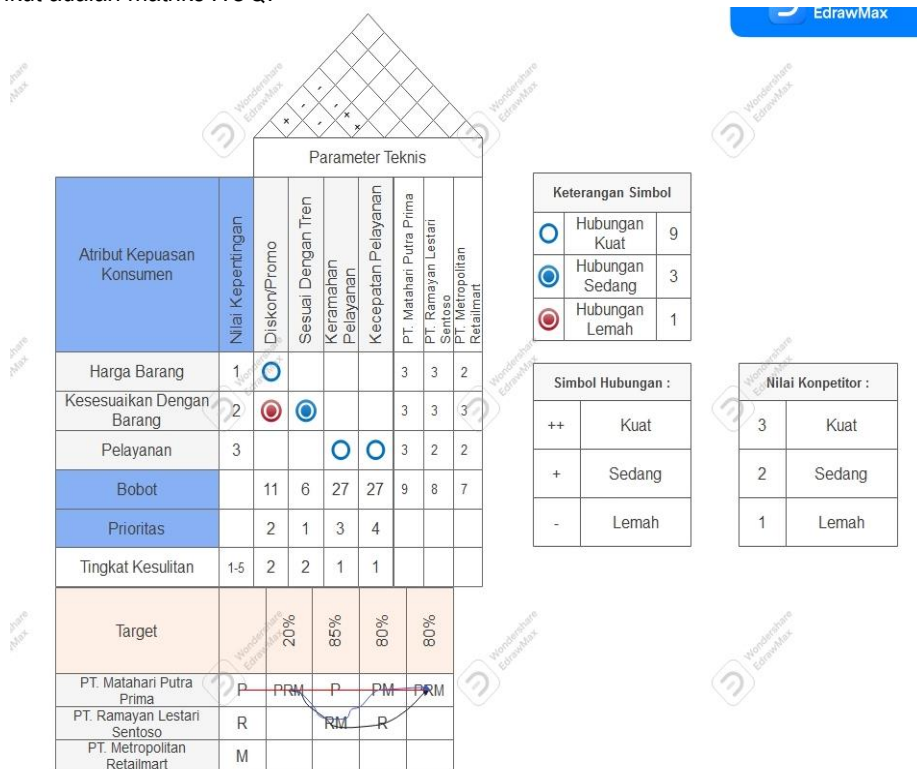 EdrawMax
Parameter Teknis
Atribut Kepuasan
Konsumen
Nilai Kepentingan
Diskon/Promo
Sesuai Dengan Tren
Keramahan
Pelayanan
Kecepatan Pelayanan
PT. Matahari Putra Prima
PT. Ramayan Lestari
Sentoso
PT. Metropolitan
Retailmart
Harga Barang 1 3 3 2
Kesesuaikan Dengan
Barang
2 3 3 3
Pelayanan 3 3 2 2
Bobot 11 6 27 27 9 8 7
Prioritas 2 1 3 4
Tingkat Kesulitan 1-5 2 2 1 1
Target 20% 85% 80% 80%
PT. Matahari Putra
Prima
P PRM P PM PRM
PT. Ramayan Lestari
Sentoso
R RM R
PT. Metropolitan
Retailmart
M
Keterangan Simbol
Hubungan
Kuat
9
Hubungan
Sedang
3
Hubungan
Lemah
1
Simbol Hubungan :
++ Kuat
+ Sedang
- Lemah
Nilai Konpetitor :
3 Kuat
2 Sedang
1 Lemah
Wondershare
EdrawMax